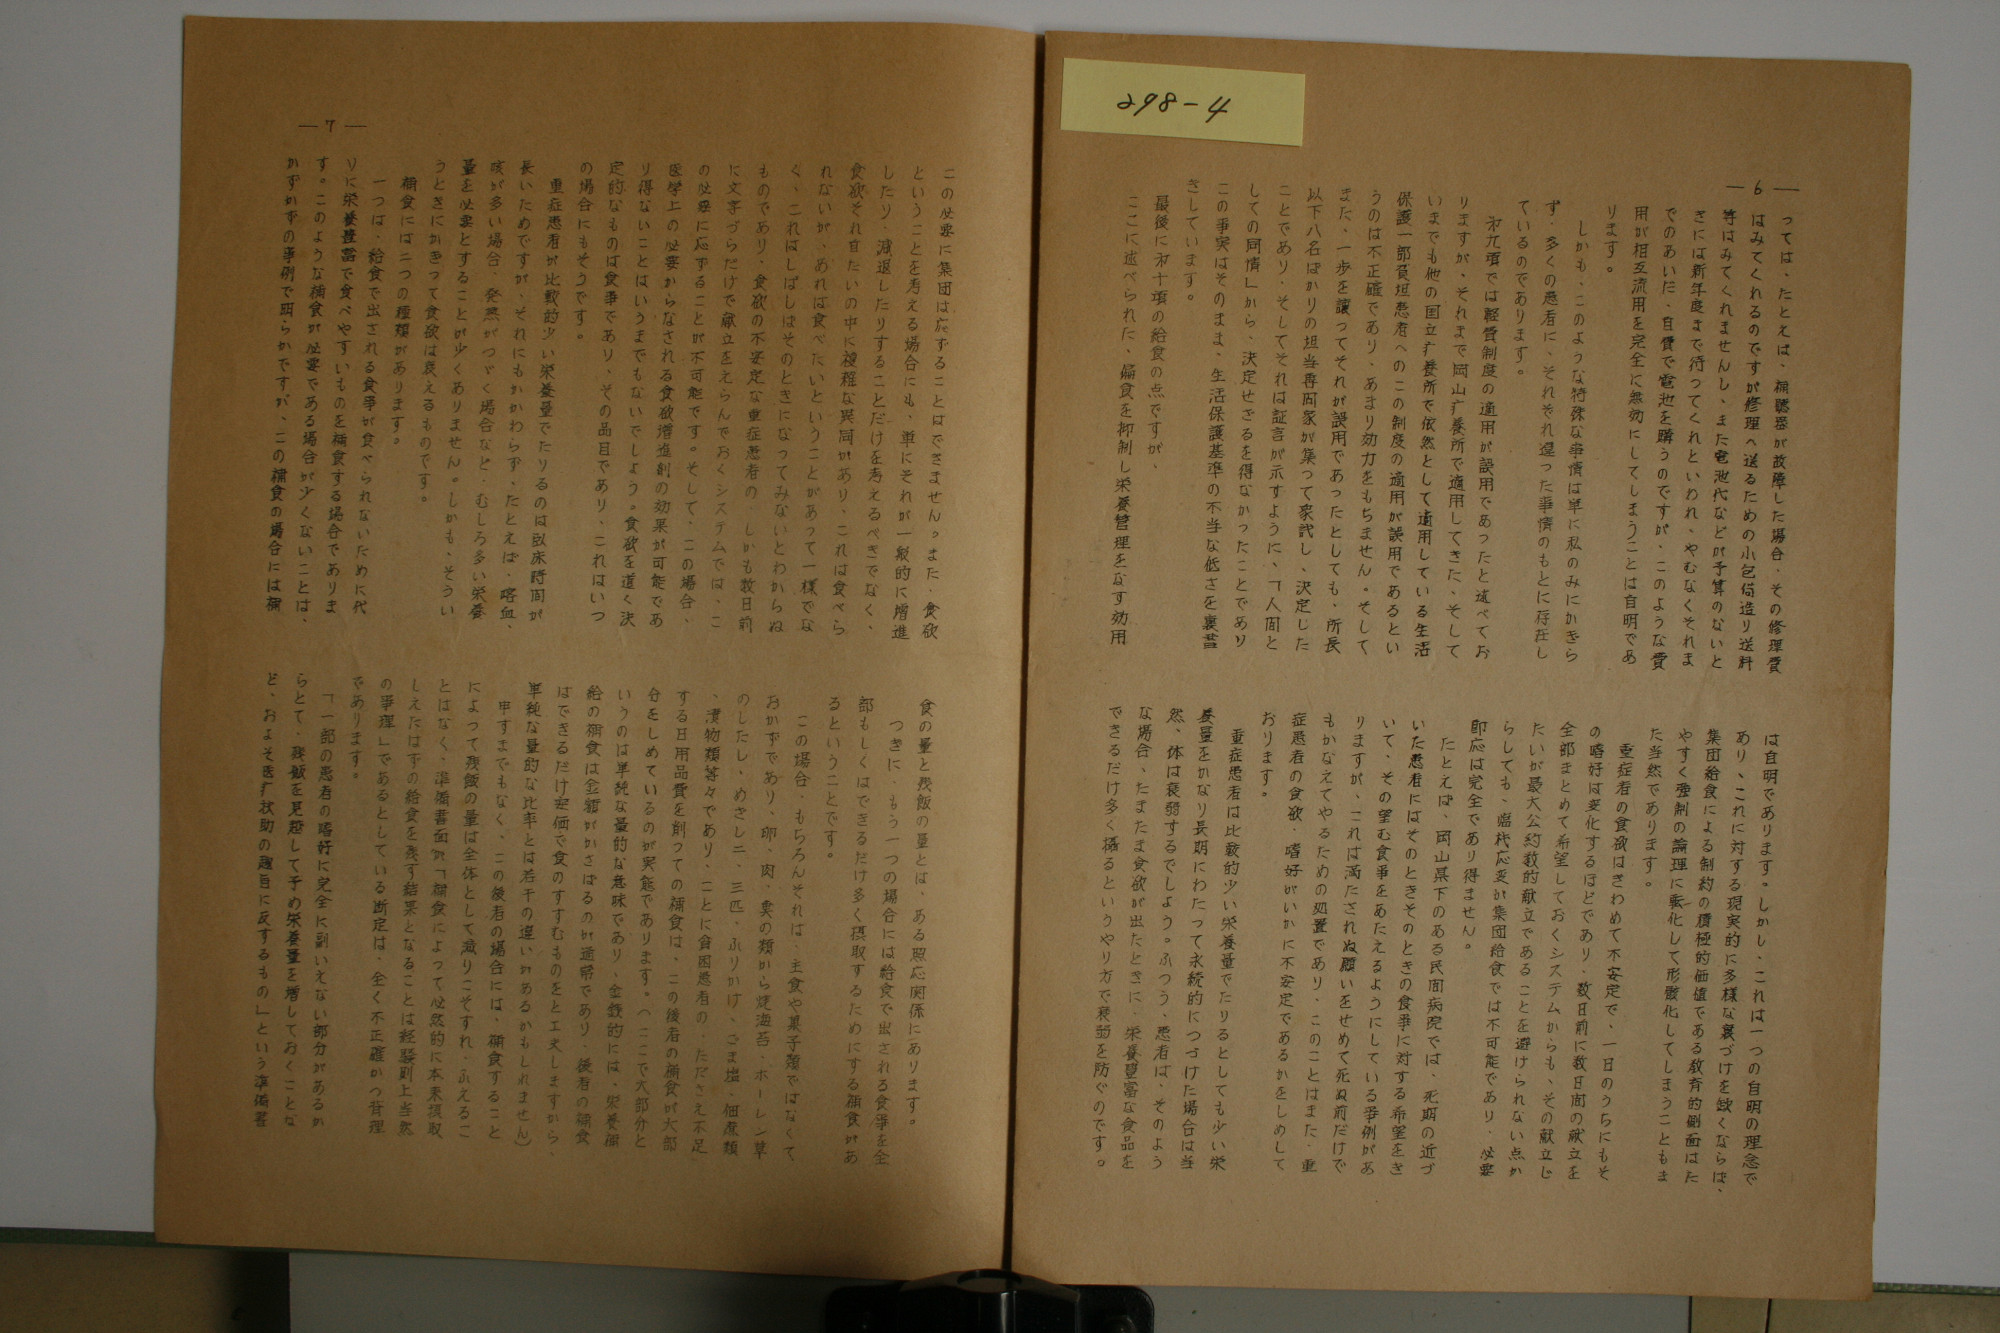 298-4
— 6 —
っては、たとえば、補聴器が故障した場合、その修理費
はみてくれるのですが修理へ送るための小包荷造り送料
等はみてくれませんし、また電池代などが予算のないと
きには新年度まで待ってくれといわれ、やむなくそれま
でのあいだ、自費で電池を購うのですが、このような費
用が相互流用を完全に無効にしてしまうことは自明であ
ります。
しかも、このような特殊な事情は単に私のみにかぎら
ず、多くの患者に、それぞれ違った事情のもとに存在し
ているのであります。
才九項では軽費制度の適用が誤用であったと述べてお
りますが、それまで岡山疗養所で適用してきた、そして
いまでも他の国立疗養所で依然として適用している生活
保護一部負担患者へのこの制度の適用が誤用であるとい
うのは不正確であり、あまり効力をもちません。そして
また、一歩を譲ってそれが誤用であったとしても、所長
以下八名ばかりの担当専門家が集って衆議し、決定した
ことであり、そしてそれは証言が示すように、「人間と
しての同情」から、決定せざるを得なかったことであり
この事実はそのまま、生活保護基準の不当な低さを裏書
きしています。
最後に才十項の給食の点ですが、
ここに述べられた、偏食を抑制し栄養管理をなす効用
は自明であります。しかし、これは一つの自明の理念で
あり、これに対する現実的に多様な裏づけを欠くならば、
集団給食による制約の積極的価値である教育的側面はた
やすく強制の論理に転化して形骸化してしまうこともま
た当然であります。
重症者の食欲はきわめて不安定で、一日のうちにもそ
の嗜好は変化するほどであり、数日前に数日間の献立を
全部まとめて希望しておくシステムからも、その献立じ
たいが最大公約数的献立であることを避けられない点か
らしても、臨機応変が集団給食では不可能であり、必要
即応は完全であり得ません。
たとえば、岡山県下のある民間病院では、死期の近づ
いた患者にはそのときそのときの食事に対する希望をき
いて、その望む食事をあたえるようにしている事例があ
りますが、これは満たされぬ願いをせめて死ぬ前だけで
もかなえてやるための処置であり、このことはまた、重
症患者の食欲・嗜好がいかに不安定であるかをしめして
おります。
重症患者は比較的少い栄養量でたりるとしても少い栄
養量をかなり長期にわたって永続的につづけた場合は当
然、体は衰弱するでしょう。ふつう、患者は、そのよう
な場合、たまたま食欲が出たときに、栄養豊富な食品を
できるだけ多く摂るというやり方で衰弱を防ぐのです。
— 7 —
この必要に集団は応ずることはできません。また、食欲
ということを考える場合にも、単にそれが一般的に増進
したり、減退したりすることだけを考えるべきでなく、
食欲それ自たいの中に複雑な異同があり、これは食べら
れないが、あれは食べたいということがあって一様でな
く、これはしばしばそのときになってみないとわからぬ
ものであり、食欲の不安定な重症患者の、しかも数日前
に文字づらだけで献立をえらんでおくシステムでは、こ
の必要に応ずることが不可能です。そして、この場合、
医学上の必要からなされる食欲増進剤の効果が可能であ
り得ないことはいうまでもないでしょう。食欲を導く決
定的なものは食事であり、その品目であり、これはいつ
の場合にもそうです。
重症患者が比較的少い栄養量でたりるのは臥床時間が
長いためですが、それにもかかわらず、たとえば、喀血、
咳が多い場合、発熱がつづく場合など、むしろ多い栄養
量を必要とすることが少くありません。しかも、そうい
うときにかぎって食欲は衰えるものです。
補食には二つの種類があります。
一つは、給食で出される食事が食べられないために代
りに栄養豊富で食べやすいものを補食する場合でありま
す。このような補食が必要である場合が少くないことは、
かずかずの事例で明らかですが、この補食の場合には補
食の量と残飯の量とは、ある照応関係にあります。
つぎに、もう一つの場合には給食で出される食事を全
部もしくはできるだけ多く摂取するためにする補食があ
るということです。
この場合、もちろんそれは、主食や菓子類ではなくて
おかずであり、卵、肉、実の類から焼海苔、ホーレン草
のしたし、めざし二、三匹、ふりかけ、ごま塩、佃煮類
、漬物類等々であり、ことに貧困患者の、ただざえ不足
する日用品費を削っての補食は、この後者の補食が大部
分をしめているのが実態であります。(ここで大部分と
いうのは単純な量的な意味であり、金銭的には、栄養補
給の補食は金額がかさばるのが通常であり、後者の補食
はできるだけ安価で食のすすむものをと工夫しますから、
単純な量的な比率とは若干の違いがあるかもしれません)
申すまでもなく、この後者の場合には、補食すること
によって残飯の量は全体として減りこそすれ、ふえるこ
とはなく、準備書面が「補食によって必然的に本来摂取
しえたはずの給食を残す結果となることは経験則上当然
の事理」であるとしている断定は、全く不正確かつ背理
であります。
「一部の患者の嗜好に完全に副いえない部分があるか
らとて、残飯を見越して予め栄養量を増しておくことな
ど、およそ医疗扶助の趣旨に反するもの」という準備書